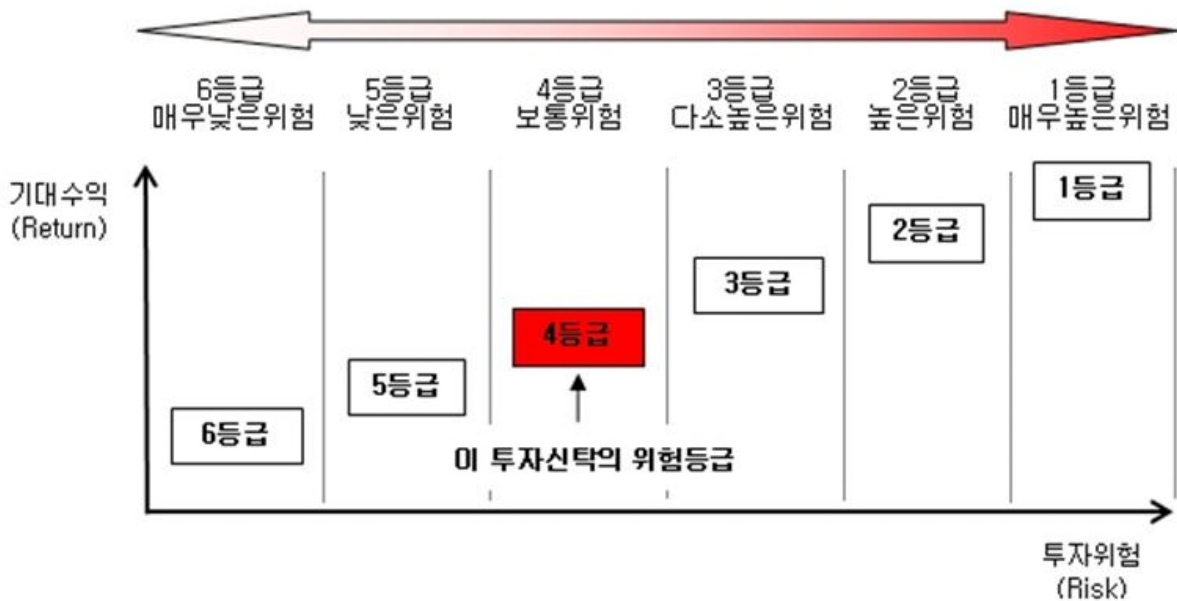 6등급 5등급 4등급 3등급 2등급 1등급
매우낮은위험 낮은위험 보통위험 다소높은위험 높은위험 매우높은위험
기대수익
(Return)
1등급
2등급
3등급
4등급
5등급
6등급
이 투자신탁의 위험등급
투자위험
(Risk)